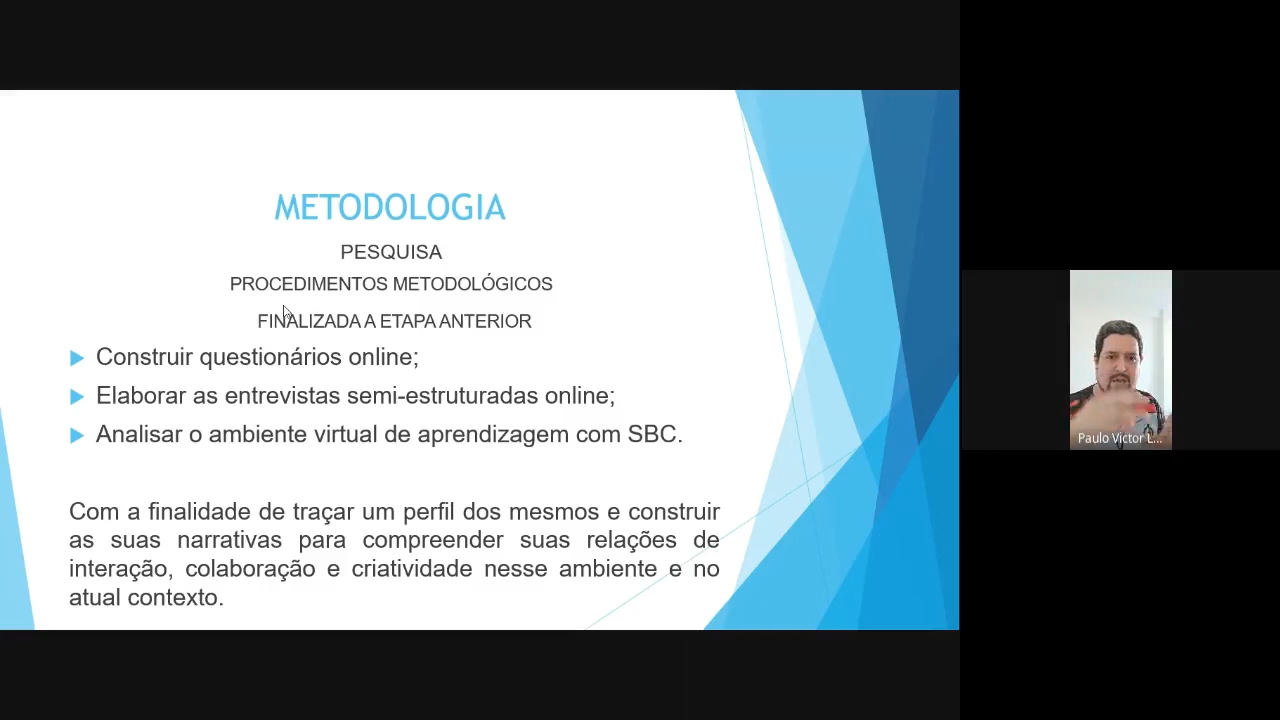 METODOLOGIA
PESQUISA
PROCEDIMENTOS METODOLÓGICOS
FINALIZADA A ETAPA ANTERIOR
Construir questionários online;
Elaborar as entrevistas semi-estruturadas online;
Analisar o ambiente virtual de aprendizagem com SBC.
Com a finalidade de traçar um perfil dos mesmos e construir
as suas narrativas para compreender suas relações de
interação, colaboração e criatividade nesse ambiente e no
atual contexto.
Paulo Victor L...